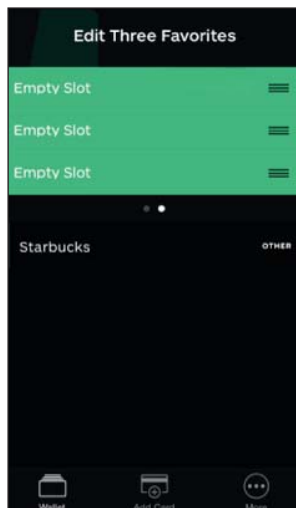 Edit Three Favorites
Empty Slot
Empty Slot
Empty Slot
Starbucks OTHER
Wallet Add Card More